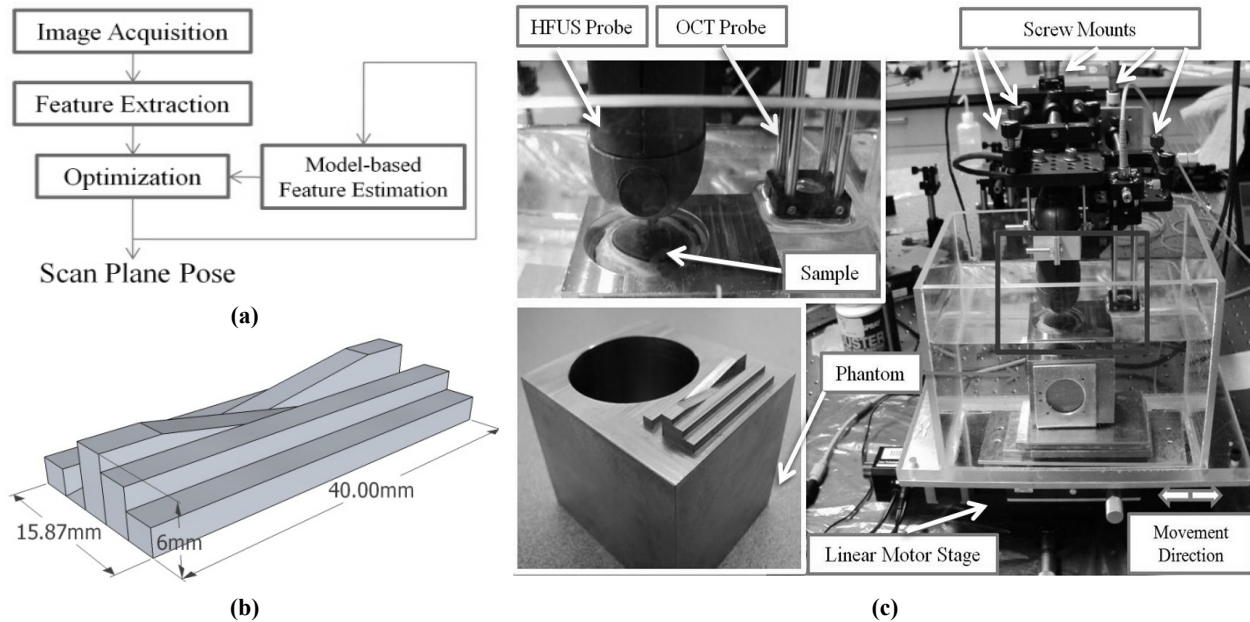 Image Acquisition
Feature Extraction
Optimization
Model-based
Feature Estimation
Scan Plane Pose
(a)
15.87mm
6mm
40.00mm
(b)
HFUS Probe
OCT Probe
Screw Mounts
Sample
Phantom
Linear Motor Stage
Movement
Direction
(c)